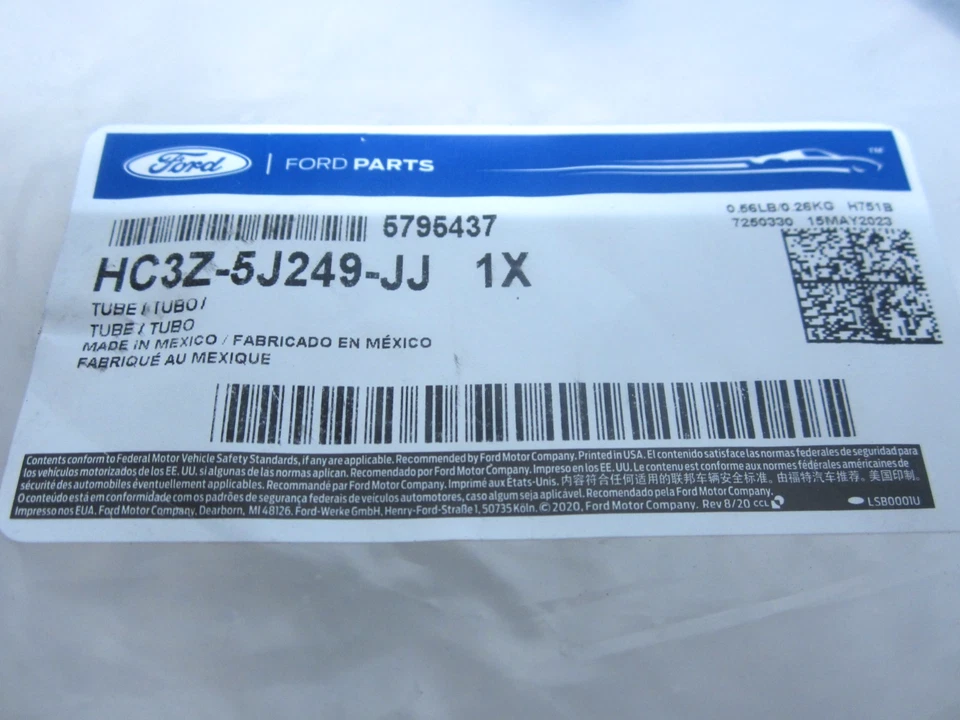 Ford | FORD PARTS ™
0.56LB/0.26KG H751B
5795437 7250330 15MAY2023
HC3Z-5J249-JJ 1X
TUBE / TUBO /
TUBE / TUBO
MADE IN MEXICO / FABRICADO EN MÉXICO
FABRIQUÉ AU MEXIQUE
Contents conform to Federal Motor Vehicle Safety Standards, if any are applicable. Recommended by Ford Motor Company. Printed in USA. El contenido satisface las normas federales de seguridad para
los vehículos motorizados de los EE. UU. si algunas de las normas aplican. Recomendado por Ford Motor Company. Impreso en los EE. UU. Le contenu est conforme aux normes fédérales américaines de
sécurité des automobiles éventuellement applicables. Recommandé par Ford Motor Company. Imprimé aux États-Unis. 内容符合任何适用的联邦车辆安全标准。由福特汽车推荐。美国印制。
O conteúdo está em conformidade com os padrões de segurança federais de veículos automotores, caso algum seja aplicável. Recomendado pela Ford Motor Company.
Impresso nos EUA. Ford Motor Company, Dearborn, MI 48126. Ford-Werke GmbH, Henry-Ford-Straße 1, 50735 Köln. © 2020, Ford Motor Company. Rev 8/20 CCL LSB0001U